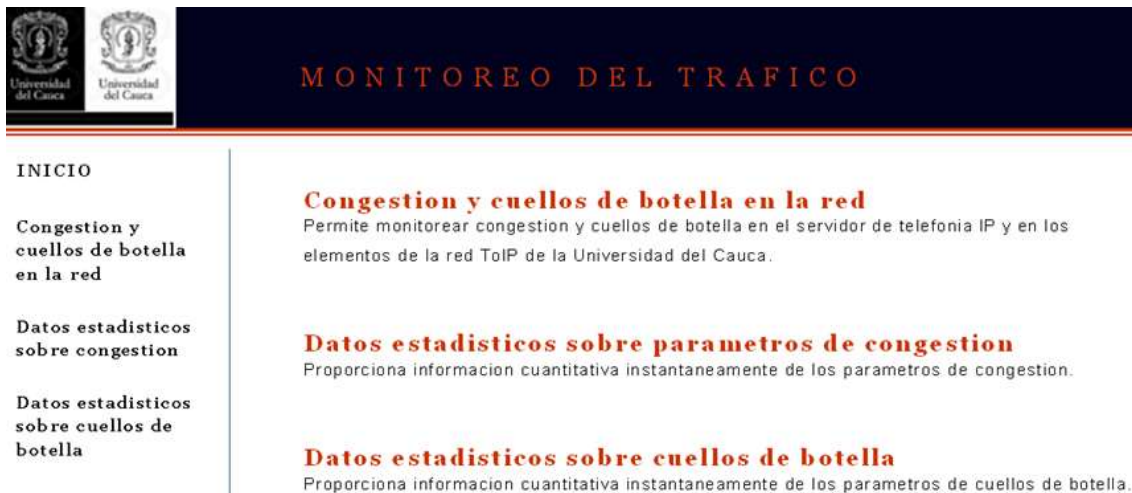 Universidad
del Cauca
Universidad
del Cauca
MONITOREO DEL TRAFICO
INICIO
Congestion y
cuellos de botella
en la red
Datos estadisticos
sobre congestion
Datos estadisticos
sobre cuellos de
botella
Congestion y cuellos de botella en la red
Permite monitorear congestion y cuellos de botella en el servidor de telefonia IP y en los
elementos de la red ToIP de la Universidad del Cauca.
Datos estadisticos sobre parametros de congestion
Proporciona informacion cuantitativa instantaneamente de los parametros de congestion.
Datos estadisticos sobre cuellos de botella
Proporciona informacion cuantitativa instantaneamente de los parametros de cuellos de botella.